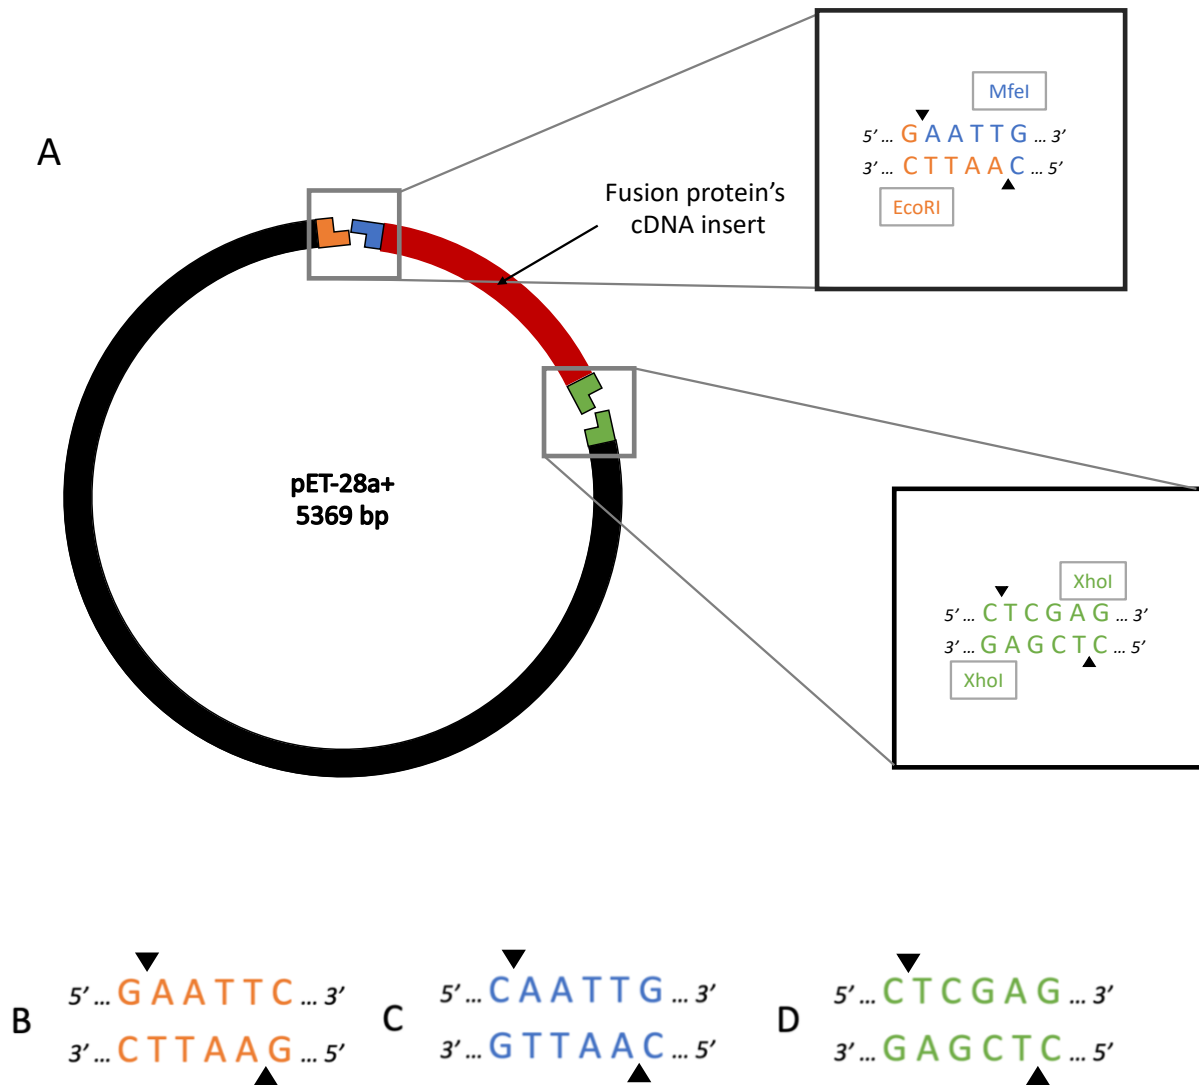 A
MfeI
5’ ... G A A T T G ... 3’
3’ ... C T T A A C ... 5’
EcoRI
Fusion protein’s
cDNA insert
pET-28a+
5369 bp
XhoI
5’ ... C T C G A G ... 3’
3’ ... G A G C T C ... 5’
XhoI
B
5’ ... G A A T T C ... 3’
3’ ... C T T A A G ... 5’
C
5’ ... C A A T T G ... 3’
3’ ... G T T A A C ... 5’
D
5’ ... C T C G A G ... 3’
3’ ... G A G C T C ... 5’